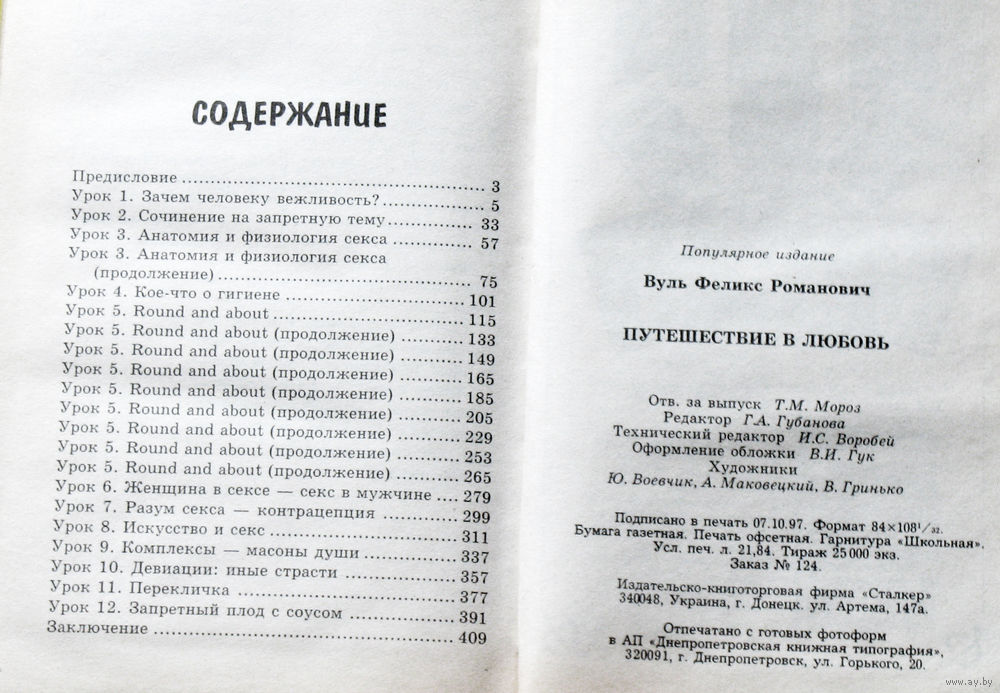 СОДЕРЖАНИЕ
Предисловие ........................................ 3
Урок 1. Зачем человеку вежливость? .................. 5
Урок 2. Сочинение на запретную тему ............... 33
Урок 3. Анатомия и физиология секса ............... 57
Урок 3. Анатомия и физиология секса
(продолжение) ..................................... 75
Урок 4. Кое-что о гигиене ........................ 101
Урок 5. Round and about .......................... 115
Урок 5. Round and about (продолжение) ........... 133
Урок 5. Round and about (продолжение) ........... 149
Урок 5. Round and about (продолжение) ........... 165
Урок 5. Round and about (продолжение) ........... 185
Урок 5. Round and about (продолжение) ........... 205
Урок 5. Round and about (продолжение) ........... 229
Урок 5. Round and about (продолжение) ........... 253
Урок 5. Round and about (продолжение) ........... 265
Урок 6. Женщина в сексе — секс в мужчине ....... 279
Урок 7. Разум секса — контрацепция .............. 299
Урок 8. Искусство и секс ......................... 311
Урок 9. Комплексы — масоны души ................. 337
Урок 10. Девиации: иные страсти ................. 357
Урок 11. Перекличка .............................. 377
Урок 12. Запретный плод с соусом ................ 391
Заключение ....................................... 409
Популярное издание
Вуль Феликс Романович
ПУТЕШЕСТВИЕ В ЛЮБОВЬ
Отв. за выпуск Т.М. Мороз
Редактор Г.А. Губанова
Технический редактор И.С. Воробей
Оформление обложки В.И. Гук
Художники
Ю. Воевчик, А. Маковецкий, В. Гринько
Подписано в печать 07.10.97. Формат 84×108¹/₃₂.
Бумага газетная. Печать офсетная. Гарнитура «Школьная».
Усл. печ. л. 21,84. Тираж 25 000 экз.
Заказ № 124.
Издательско-книготорговая фирма «Сталкер»
340048, Украина, г. Донецк. ул. Артема, 147а.
Отпечатано с готовых фотоформ
в АП «Днепропетровская книжная типография»,
320091, г. Днепропетровск, ул. Горького, 20.
www.ay.by